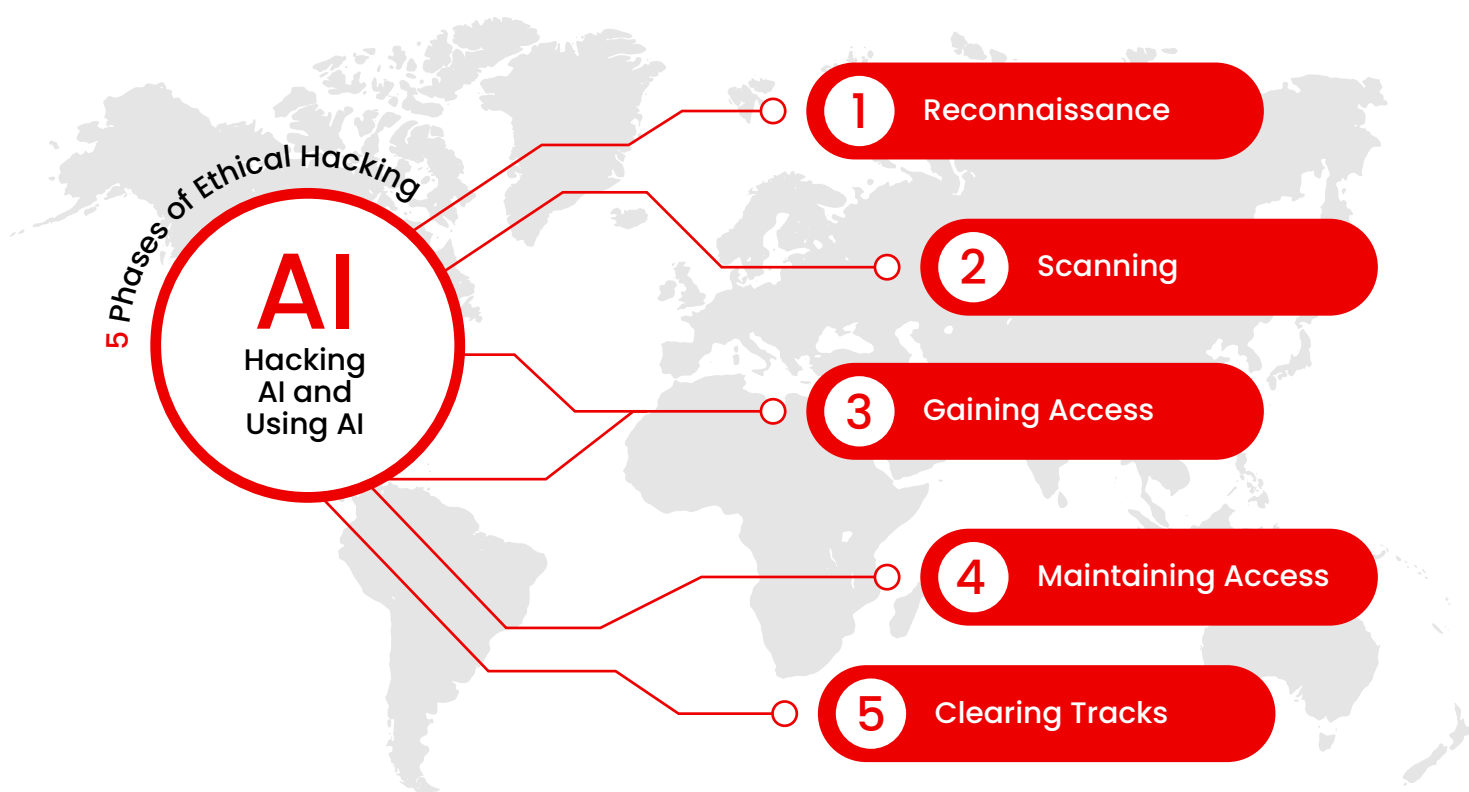 5 Phases of Ethical Hacking
AI
Hacking
AI and
Using AI
1 Reconnaissance
2 Scanning
3 Gaining Access
4 Maintaining Access
5 Clearing Tracks